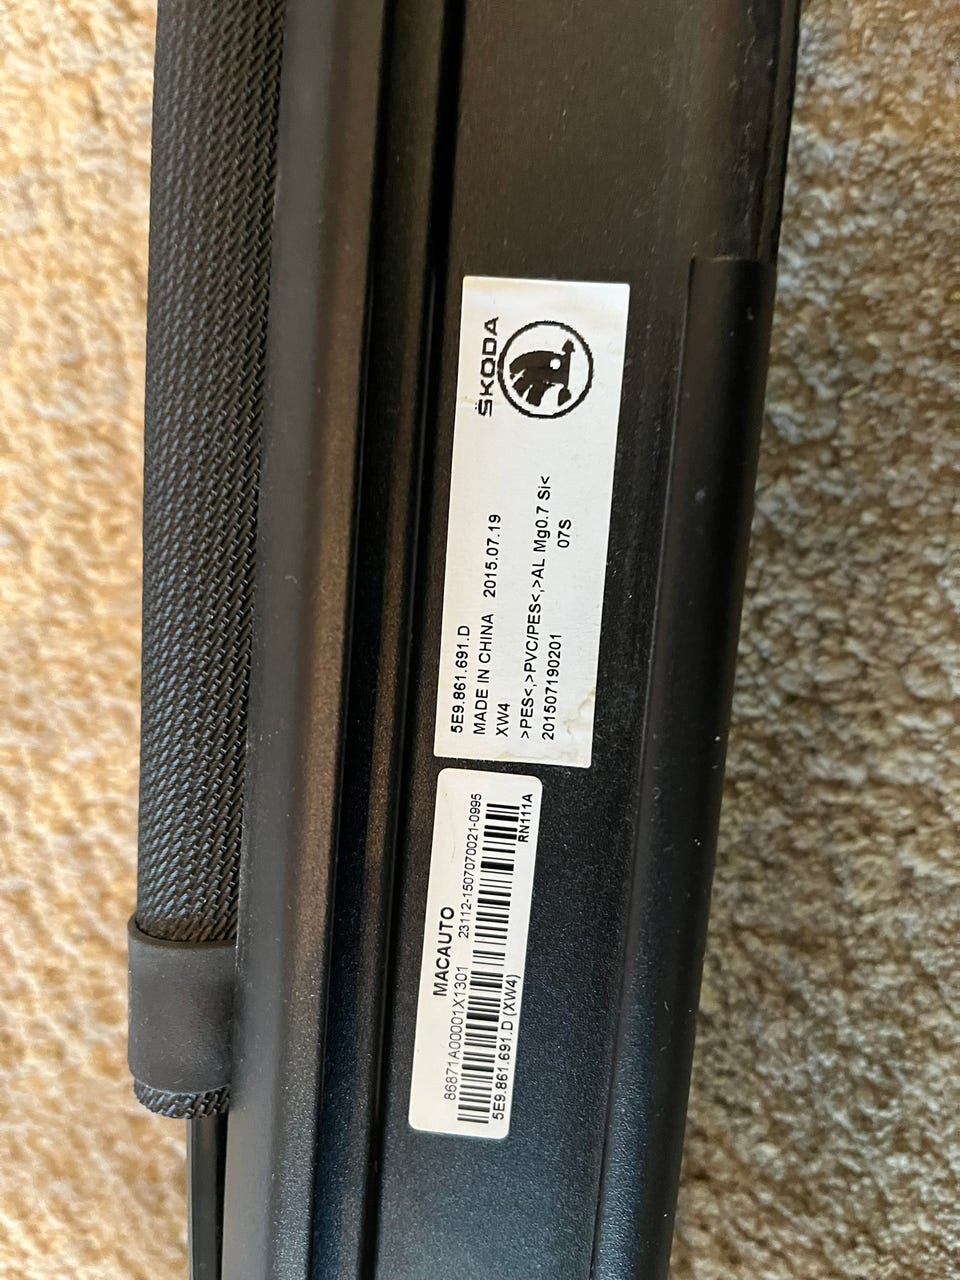 ŠKODA
5E9.861.691.D
MADE IN CHINA 2015.07.19
XW4
>PES<,>PVC/PES<,>AL Mg0.7 Si<
201507190201 07S
MACAUTO
86871A00001X1301 23112-1507070021-0995
5E9.861.691.D (XW4) RN111A